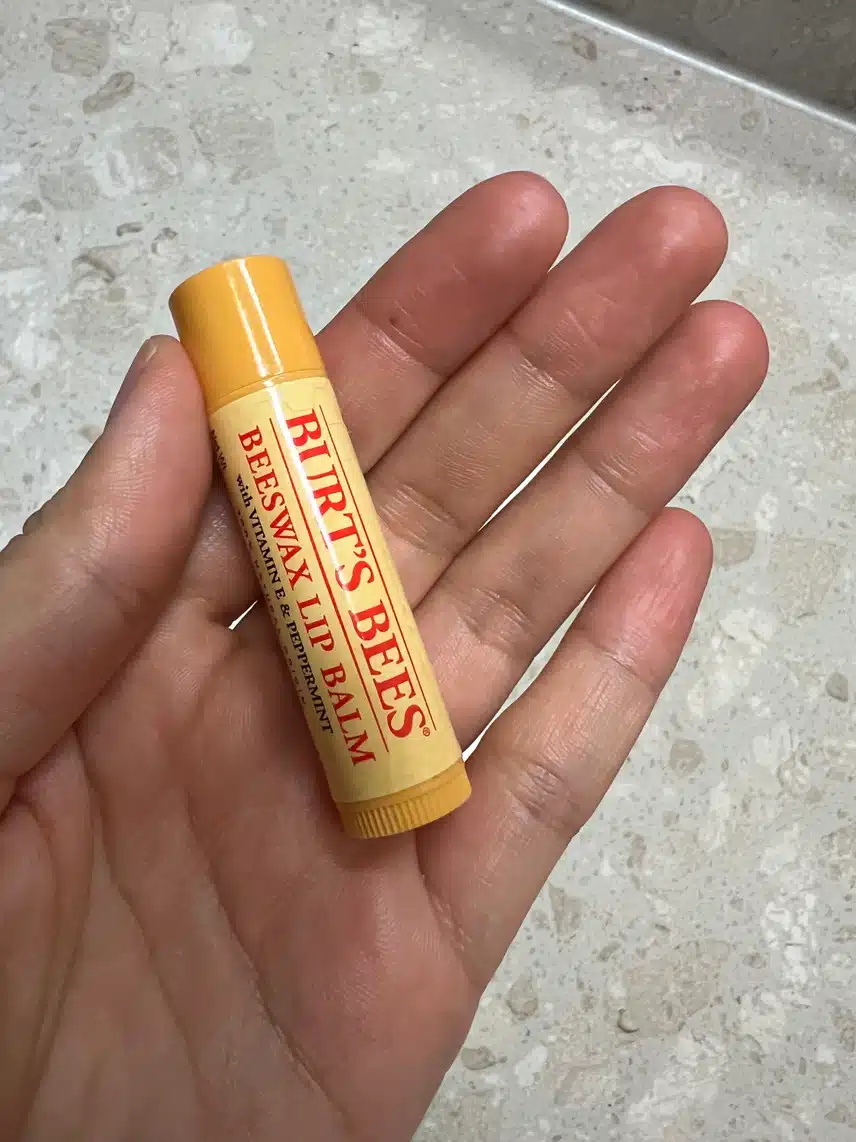 BURT'S BEES®
BEESWAX LIP BALM
with VITAMIN E & PEPPERMINT